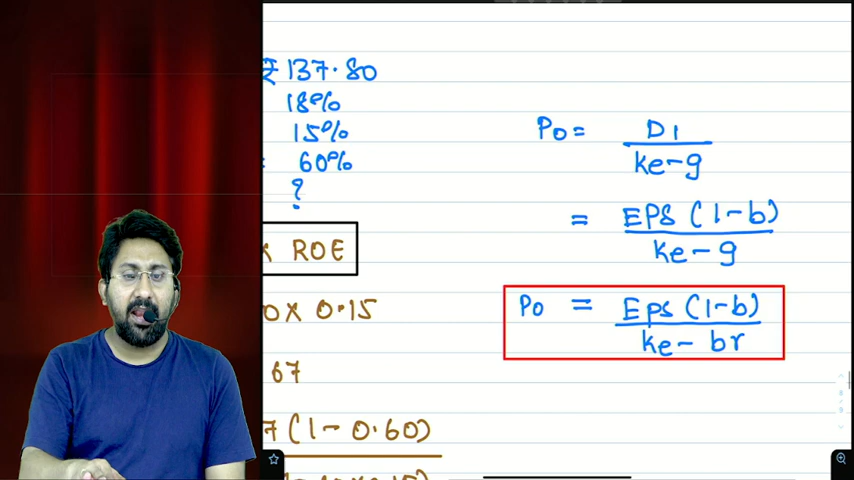 ₹137.80
18%
15%
60%
?
x ROE
0x 0.15
67
7 (1- 0.60)
P0= D1
ke-g
= EPS (1-b)
ke-g
P0 = Eps (1-b)
ke- br